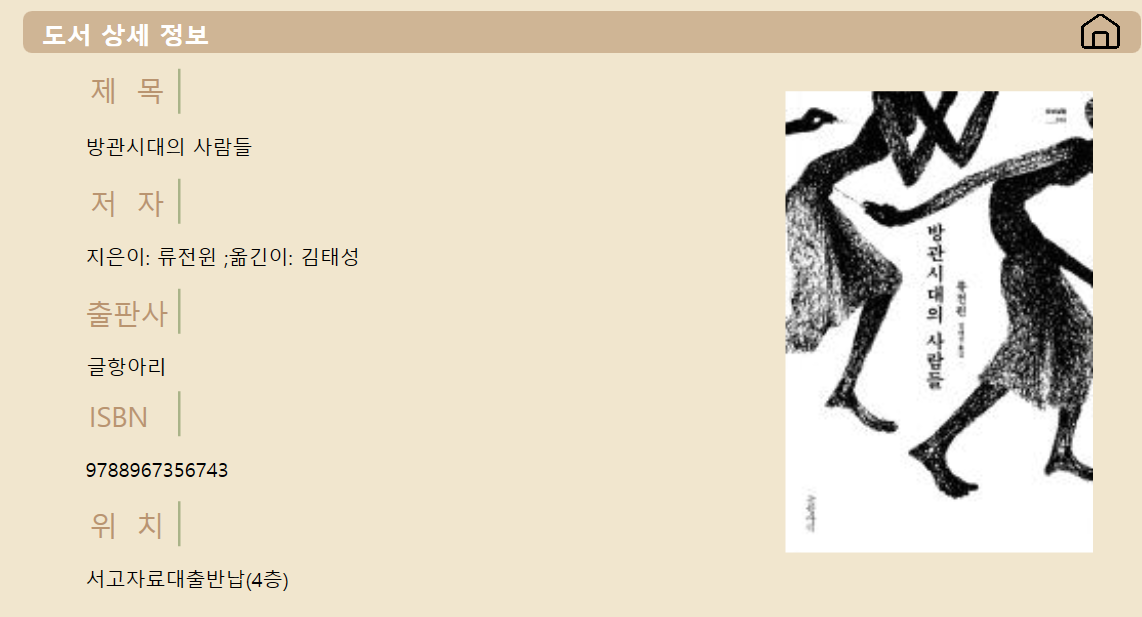 도서 상세 정보
제 목
방관시대의 사람들
저 자
지은이: 류전윈 ;옮긴이: 김태성
출판사
글항아리
ISBN
9788967356743
위 치
서고자료대출반납(4층)
방관시대의 사람들
류전윈